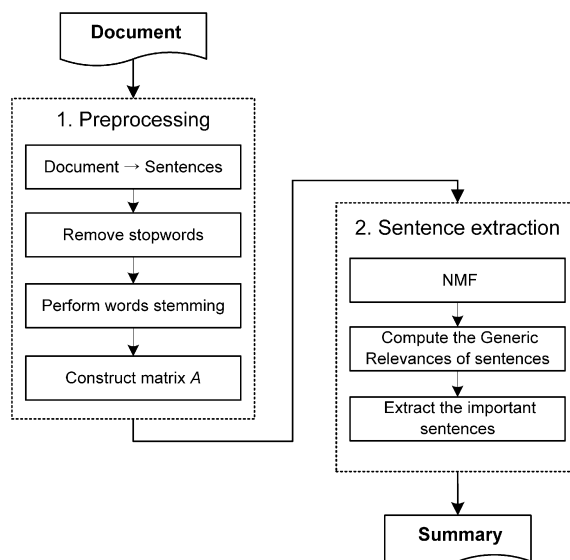 Document
1. Preprocessing
Document → Sentences
Remove stopwords
Perform words stemming
Construct matrix A
2. Sentence extraction
NMF
Compute the Generic
Relevances of sentences
Extract the important
sentences
Summary